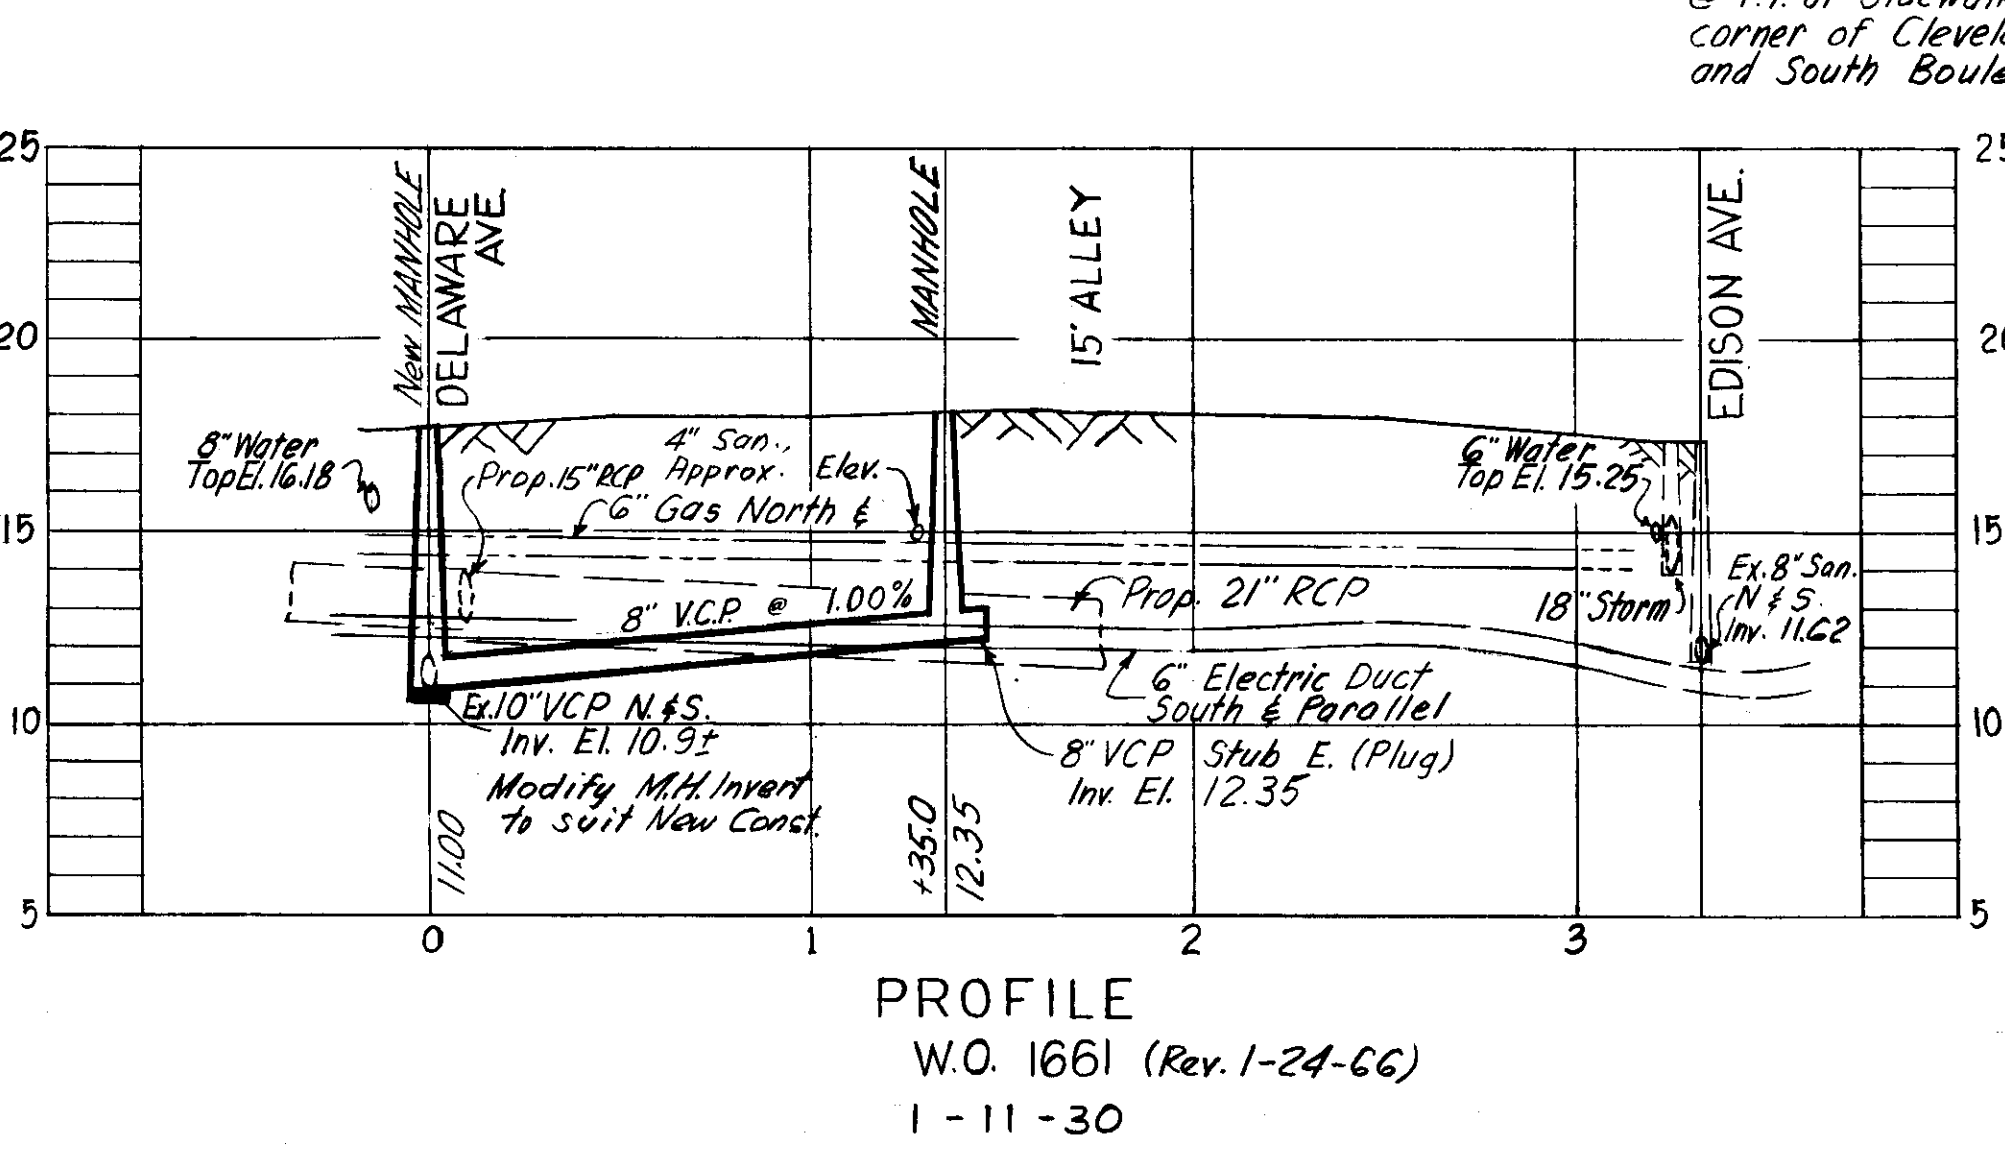 corner of
and South
25
25
New MANHOLE
DELAWARE
AVE.
MANHOLE
15' ALLEY
EDISON AVE.
20
20
8" Water
Top El. 16.18
4" San.,
Approx. Elev.
Prop. 15" RCP
6" Gas North &
6" Water
Top El. 15.25
15
15
8" V.C.P. @ 1.00%
Prop. 21" RCP
18" Storm
Ex. 8" San.
N & S.
Inv. 11.62
6" Electric Duct
South & Parallel
10
10
Ex. 10" VCP N. & S.
Inv. El. 10.9±
Modify M.H. Invert
to suit New Const.
8" VCP Stub E. (Plug)
Inv. El. 12.35
11.00
+35.0
12.35
5
5
0 1 2 3
PROFILE
W.O. 1661 (Rev. 1-24-66)
1-11-30